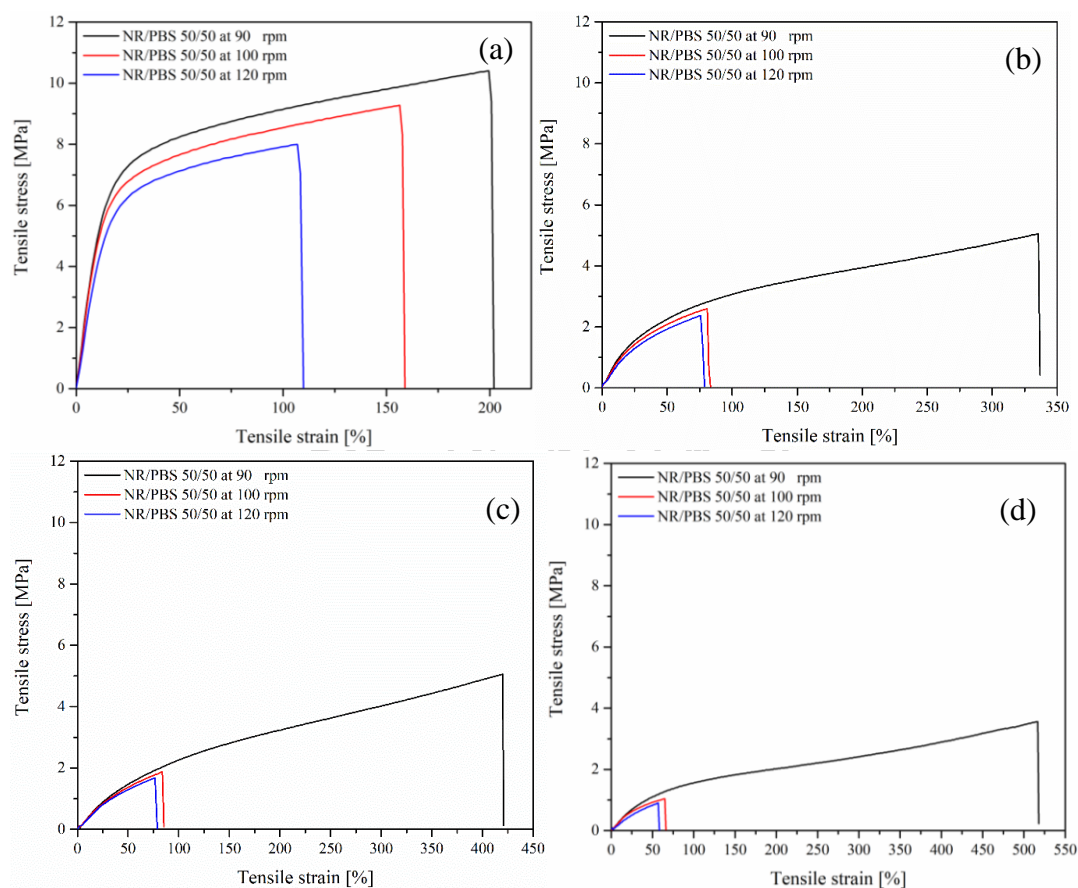 (a)
NR/PBS 50/50 at 90 rpm
NR/PBS 50/50 at 100 rpm
NR/PBS 50/50 at 120 rpm
12
10
8
6
4
2
0
Tensile stress [MPa]
0 50 100 150 200
Tensile strain [%]
(b)
NR/PBS 50/50 at 90 rpm
NR/PBS 50/50 at 100 rpm
NR/PBS 50/50 at 120 rpm
12
10
8
6
4
2
0
Tensile stress [MPa]
0 50 100 150 200 250 300 350
Tensile strain [%]
(c)
NR/PBS 50/50 at 90 rpm
NR/PBS 50/50 at 100 rpm
NR/PBS 50/50 at 120 rpm
12
10
8
6
4
2
0
Tensile stress [MPa]
0 50 100 150 200 250 300 350 400 450
Tensile strain [%]
(d)
NR/PBS 50/50 at 90 rpm
NR/PBS 50/50 at 100 rpm
NR/PBS 50/50 at 120 rpm
12
10
8
6
4
2
0
Tensile stress [MPa]
0 50 100 150 200 250 300 350 400 450 500 550
Tensile strain [%]